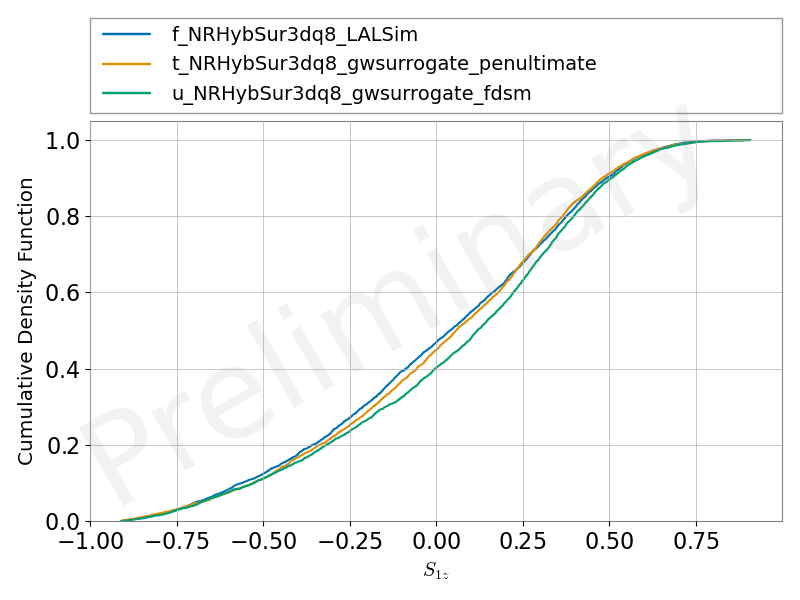 f_NRHybSur3dq8_LALSim
t_NRHybSur3dq8_gwsurrogate_penultimate
u_NRHybSur3dq8_gwsurrogate_fdsm
Preliminary
Cumulative Density Function
1.0
0.8
0.6
0.4
0.2
0.0
−1.00 −0.75 −0.50 −0.25 0.00 0.25 0.50 0.75
S1z